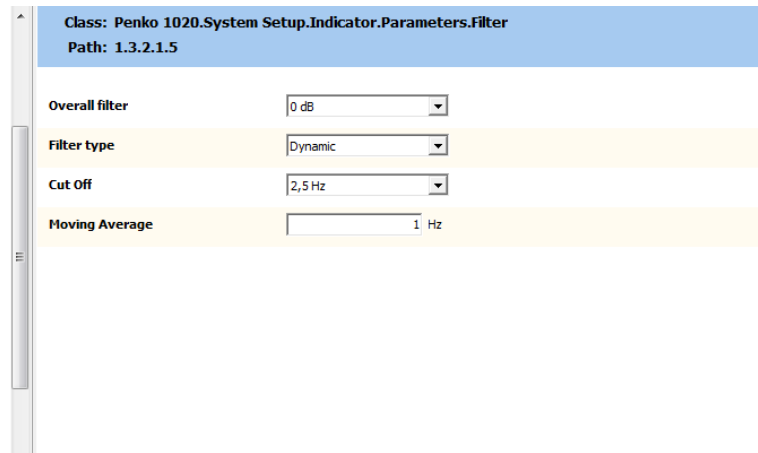 Class: Penko 1020.System Setup.Indicator.Parameters.Filter
Path: 1.3.2.1.5
Overall filter 0 dB
Filter type Dynamic
Cut Off 2,5 Hz
Moving Average 1 Hz